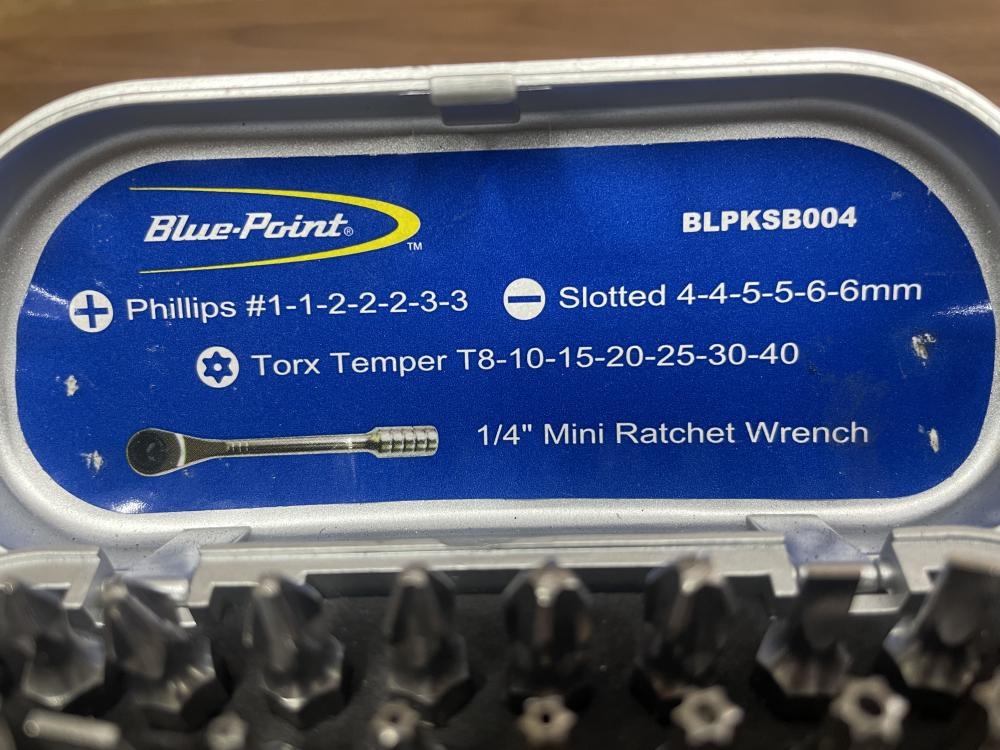 Blue-Point® ™
BLPKSB004
Phillips #1-1-2-2-2-3-3
Slotted 4-4-5-5-6-6mm
Torx Temper T8-10-15-20-25-30-40
1/4" Mini Ratchet Wrench